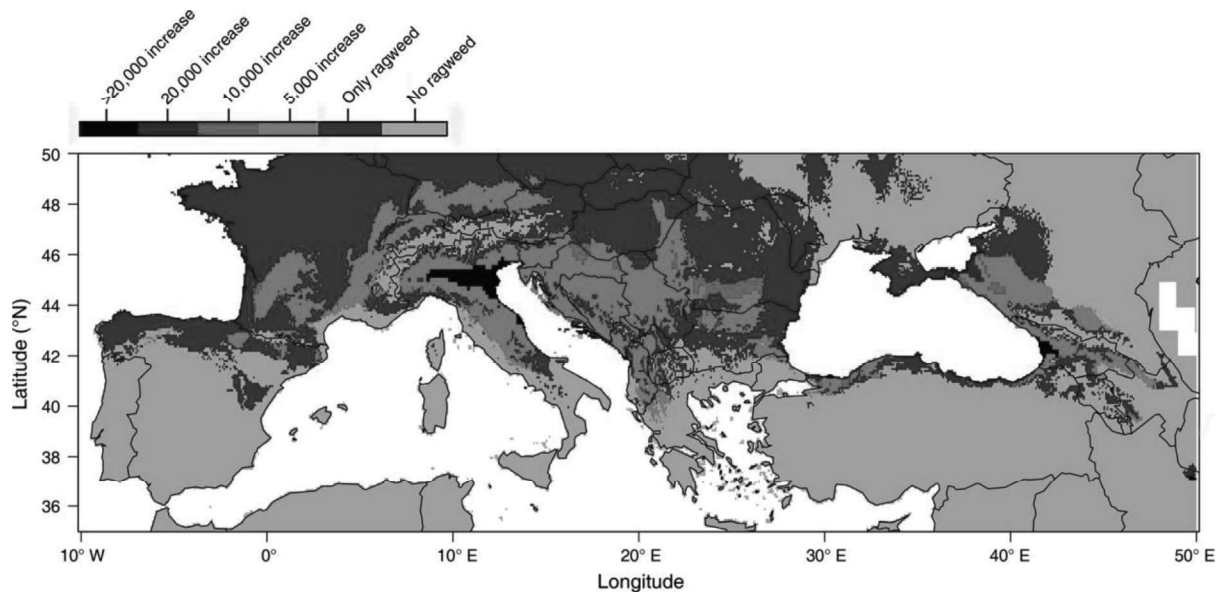 >20,000 increase
20,000 increase
10,000 increase
5,000 increase
Only ragweed
No ragweed
50
48
46
44
42
40
38
36
Latitude (°N)
10° W
0°
10° E
20° E
30° E
40° E
50° E
Longitude